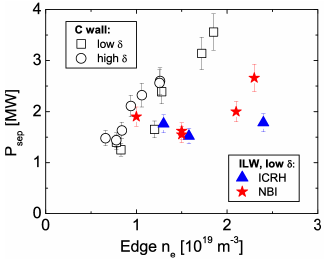 4
3
2
1
0
0
1
2
3
P_sep [MW]
Edge n_e [10^19 m^-3]
C wall:
low δ
high δ
ILW, low δ:
ICRH
NBI